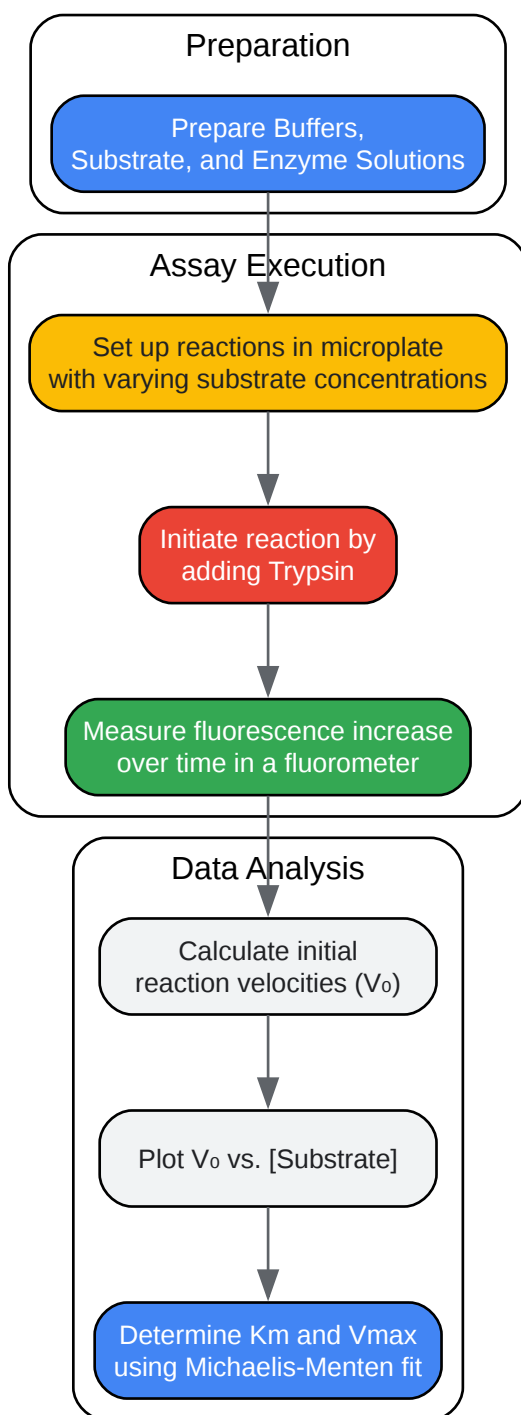 Preparation
Prepare Buffers,
Substrate, and Enzyme Solutions
Assay Execution
Set up reactions in microplate
with varying substrate concentrations
Initiate reaction by
adding Trypsin
Measure fluorescence increase
over time in a fluorometer
Data Analysis
Calculate initial
reaction velocities (V₀)
Plot V₀ vs. [Substrate]
Determine Km and Vmax
using Michaelis-Menten fit